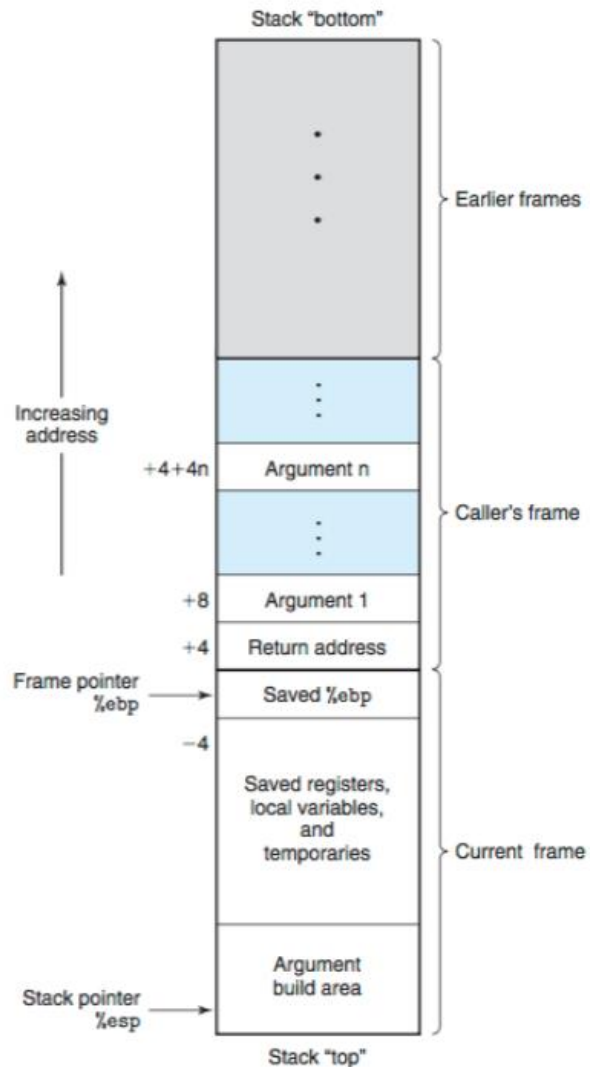 Stack “bottom”
Earlier frames
Increasing
address
+4+4n
Argument n
Caller's frame
+8
Argument 1
+4
Return address
Frame pointer
%ebp
Saved %ebp
−4
Saved registers,
local variables,
and
temporaries
Current frame
Argument
build area
Stack pointer
%esp
Stack “top”